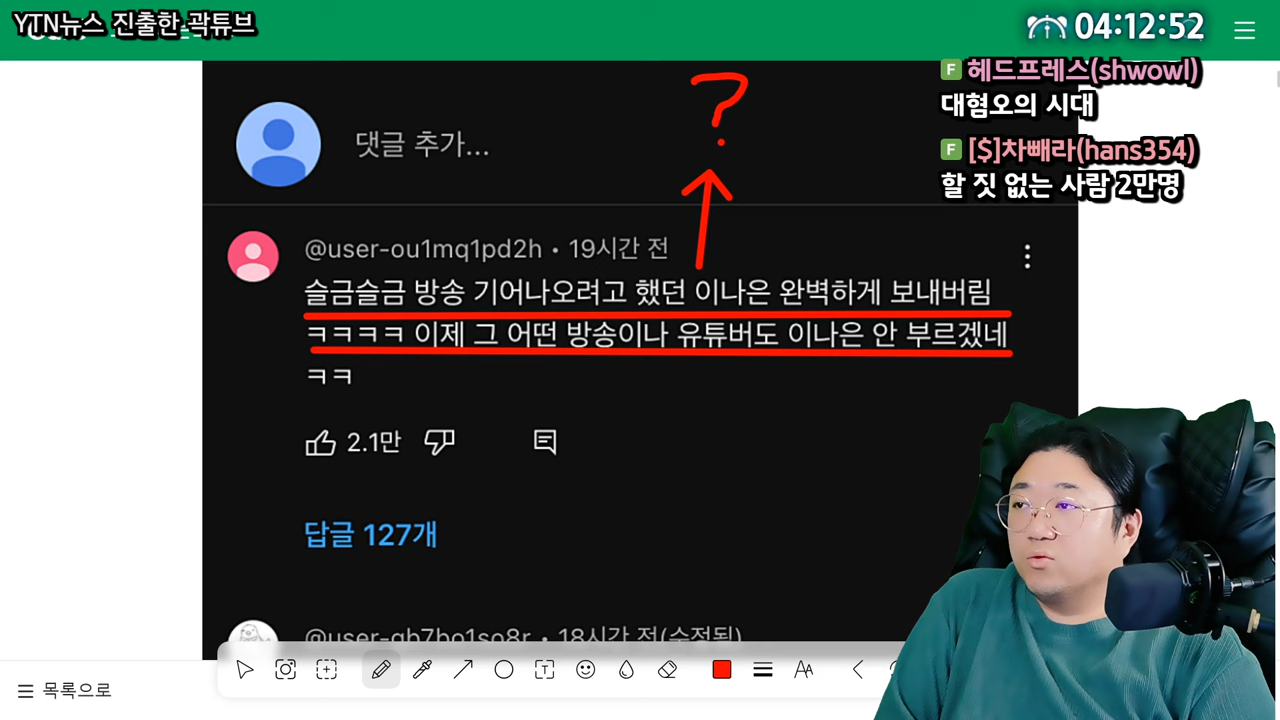 YTN뉴스 진출한 곽튜브
04:12:52
F 헤드프레스(shwowl)
대혐오의 시대
F [$]차빼라(hans354)
할 짓 없는 사람 2만명
?
댓글 추가...
@user-ou1mq1pd2h • 19시간 전
슬금슬금 방송 기어나오려고 했던 이나은 완벽하게 보내버림
ㅋㅋㅋㅋ 이제 그 어떤 방송이나 유튜버도 이나은 안 부르겠네
ㅋㅋ
2.1만
답글 127개
18시간 전(수정됨)
목록으로